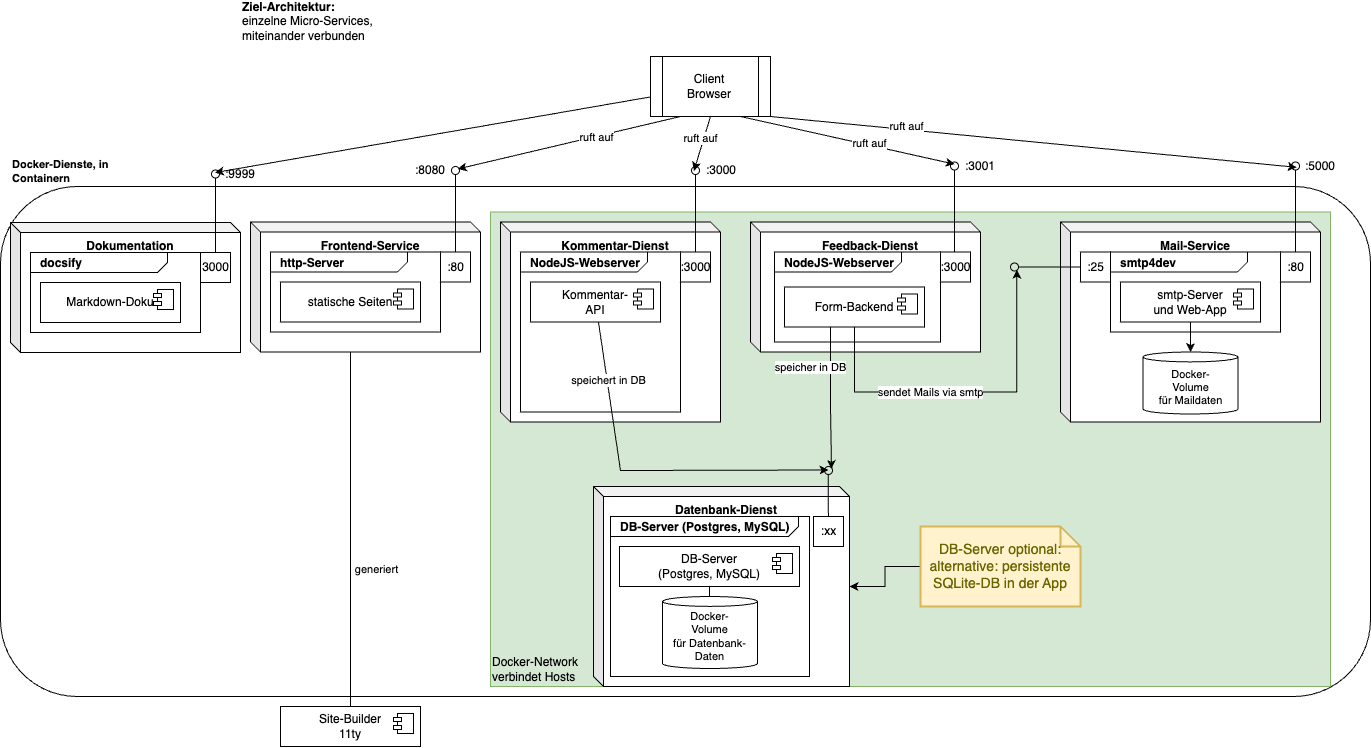 Ziel-Architektur:
einzelne Micro-Services,
miteinander verbunden
Client
Browser
ruft auf
ruft auf
ruft auf
ruft auf
Docker-Dienste, in
Containern
:9999
:8080
:3000
:3001
:5000
Dokumentation
docsify
3000
Markdown-Doku
Frontend-Service
http-Server
:80
statische Seiten
Kommentar-Dienst
NodeJS-Webserver
:3000
Kommentar-
API
Feedback-Dienst
NodeJS-Webserver
:3000
Form-Backend
Mail-Service
:25
smtp4dev
:80
smtp-Server
und Web-App
Docker-
Volume
für Maildaten
speichert in DB
speicher in DB
sendet Mails via smtp
Datenbank-Dienst
DB-Server (Postgres, MySQL)
:xx
DB-Server
(Postgres, MySQL)
Docker-
Volume
für Datenbank-
Daten
DB-Server optional:
alternative: persistente
SQLite-DB in der App
generiert
Docker-Network
verbindet Hosts
Site-Builder
11ty